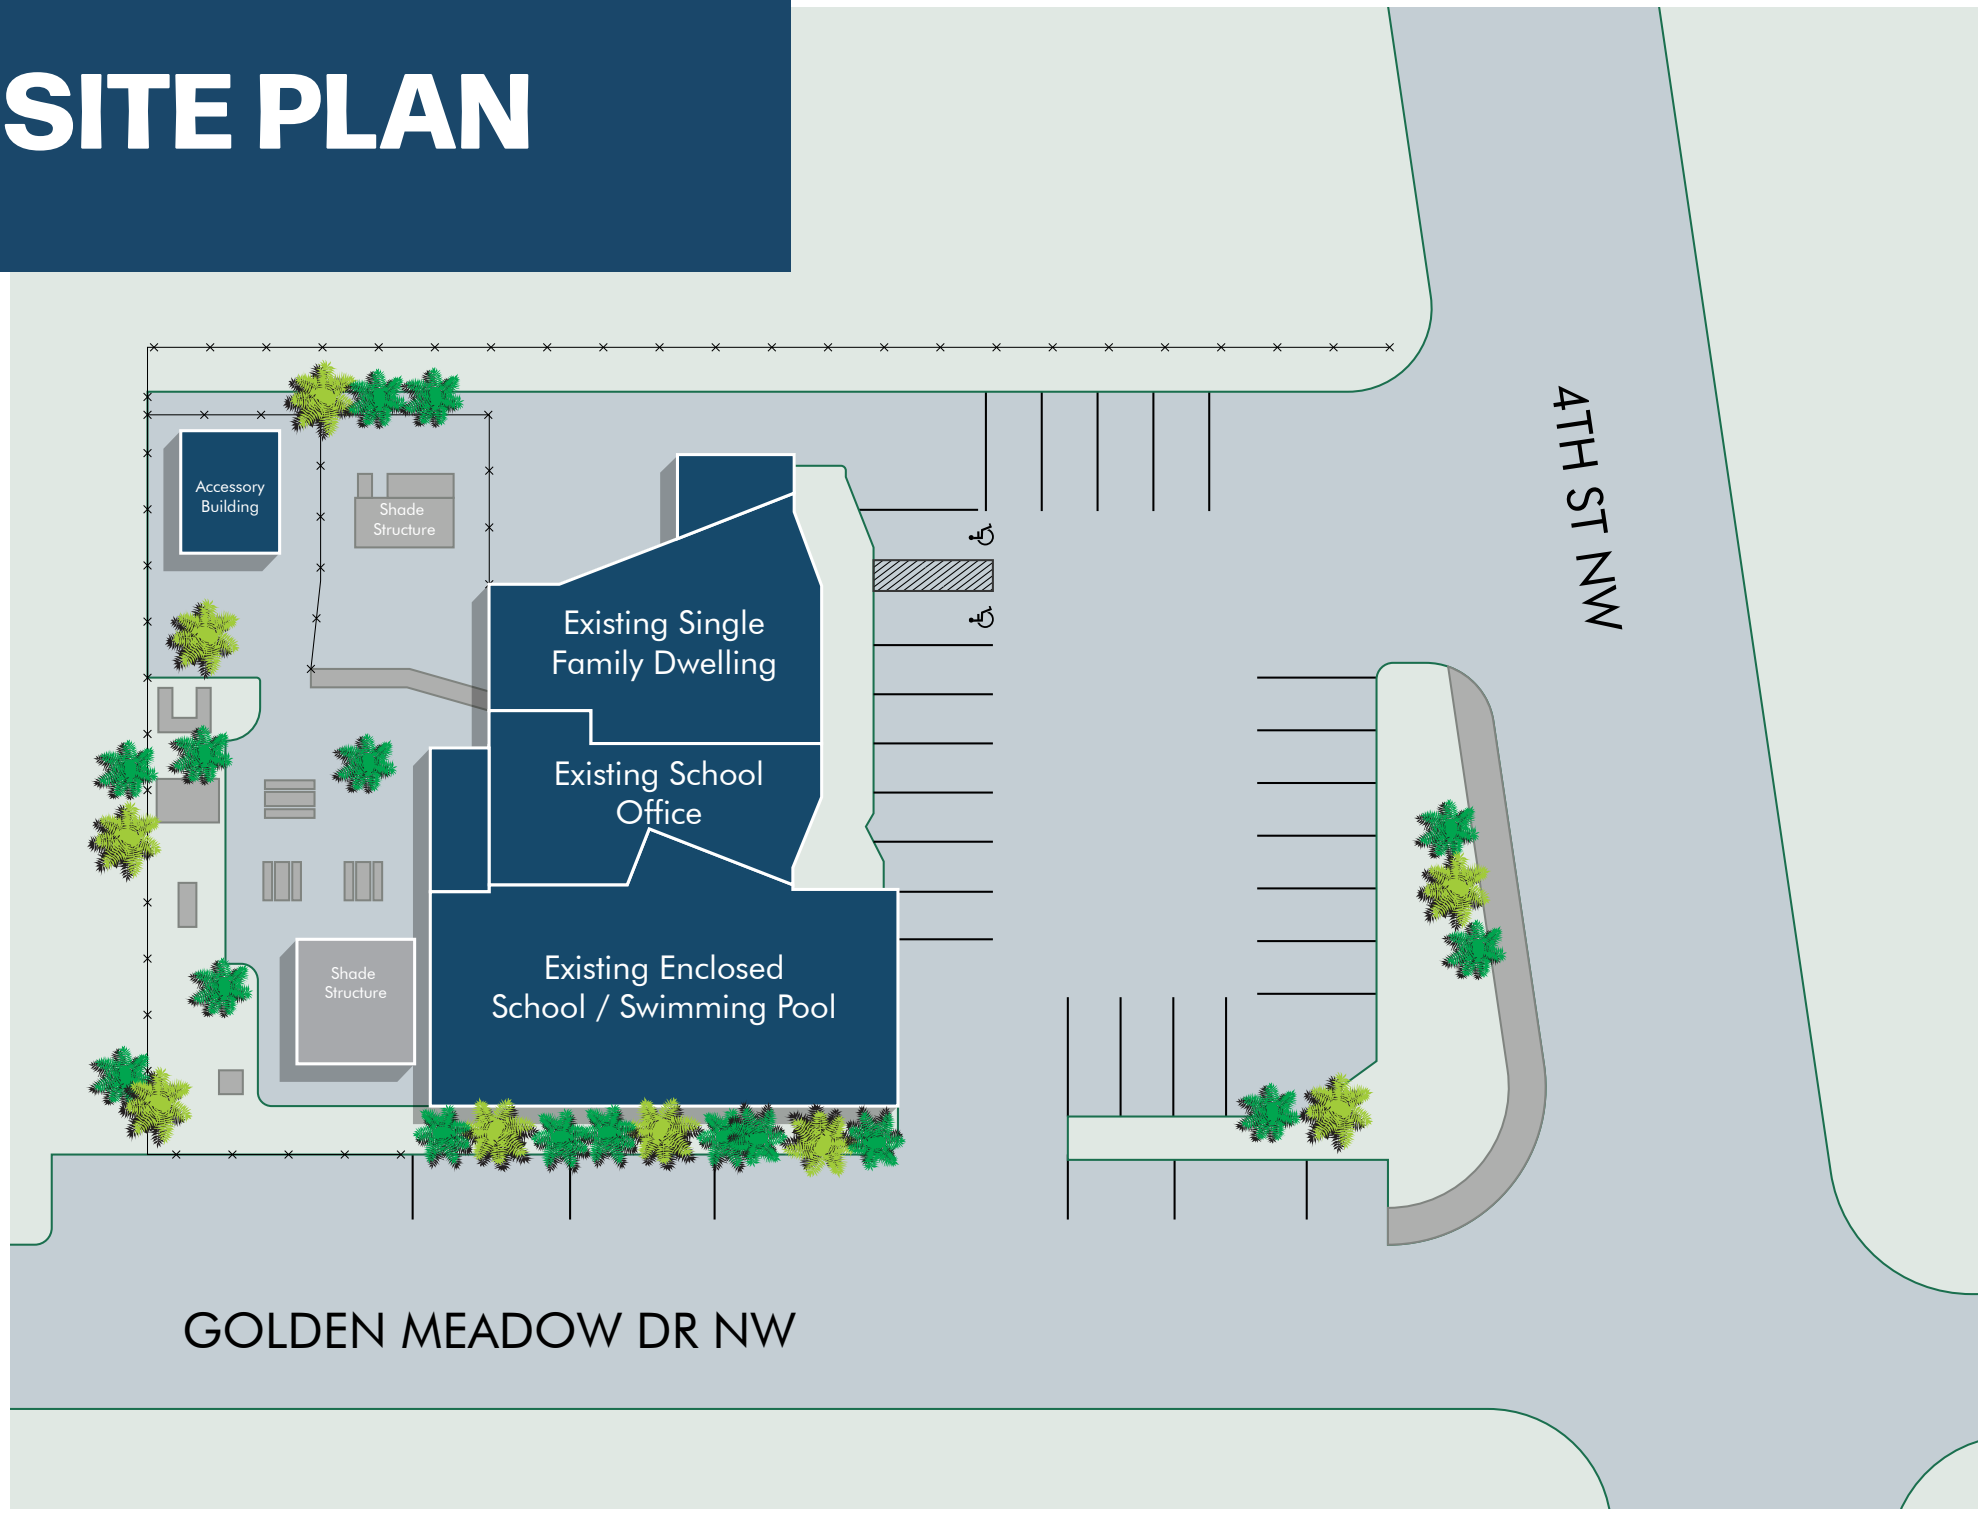 SITE PLAN
4TH ST NW
Accessory
Building
Shade
Structure
Existing Single
Family Dwelling
Existing School
Office
Shade
Structure
Existing Enclosed
School / Swimming Pool
GOLDEN MEADOW DR NW